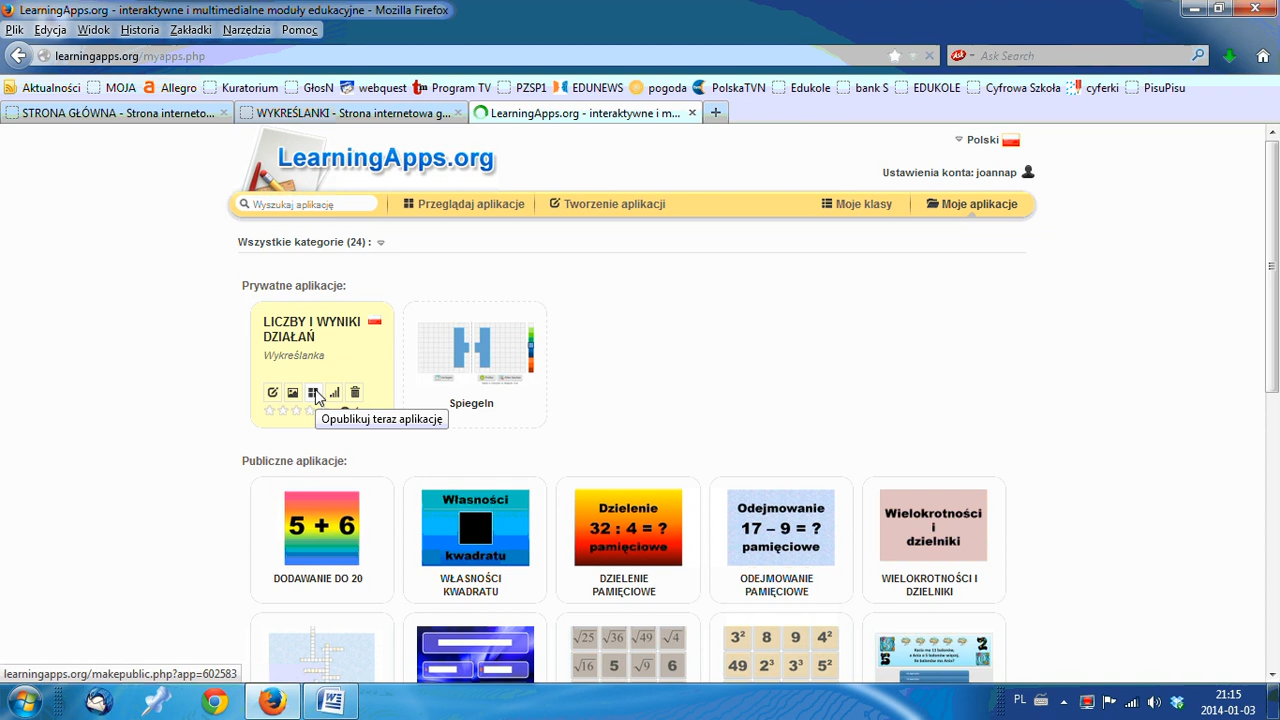 LearningApps.org - interaktywne i multimedialne moduły edukacyjne - Mozilla Firefox
Plik Edycja Widok Historia Zakładki Narzędzia Pomoc
learningapps.org/myapps.php
Ask Search
Aktualności MOJA Allegro Kuratorium GłosN webquest Program TV PZSP1 EDUNEWS pogoda PolskaTVN Edukole bank S EDUKOLE Cyfrowa Szkoła cyferki PisuPisu
STRONA GŁÓWNA - Strona interneto... WYKREŚLANKI - Strona internetowa g... LearningApps.org - interaktywne i m...
Polski
LearningApps.org
Ustawienia konta: joannap
Wyszukaj aplikację Przeglądaj aplikacje Tworzenie aplikacji Moje klasy Moje aplikacje
Wszystkie kategorie (24) :
Prywatne aplikacje:
LICZBY I WYNIKI
DZIAŁAŃ
Wykreślanka
Spiegeln
Opublikuj teraz aplikację
Publiczne aplikacje:
5 + 6
DODAWANIE DO 20
Własności
kwadratu
WŁASNOŚCI
KWADRATU
Dzielenie
32 : 4 = ?
pamięciowe
DZIELENIE
PAMIĘCIOWE
Odejmowanie
17 – 9 = ?
pamięciowe
ODEJMOWANIE
PAMIĘCIOWE
Wielokrotności
i
dzielniki
WIELOKROTNOŚCI I
DZIELNIKI
√25 √36 √49 √4
√16 5 √9 6
3² 8 9 4²
49 2³ 3³ 5²
learningapps.org/makepublic.php?app=602583
PL
21:15
2014-01-03